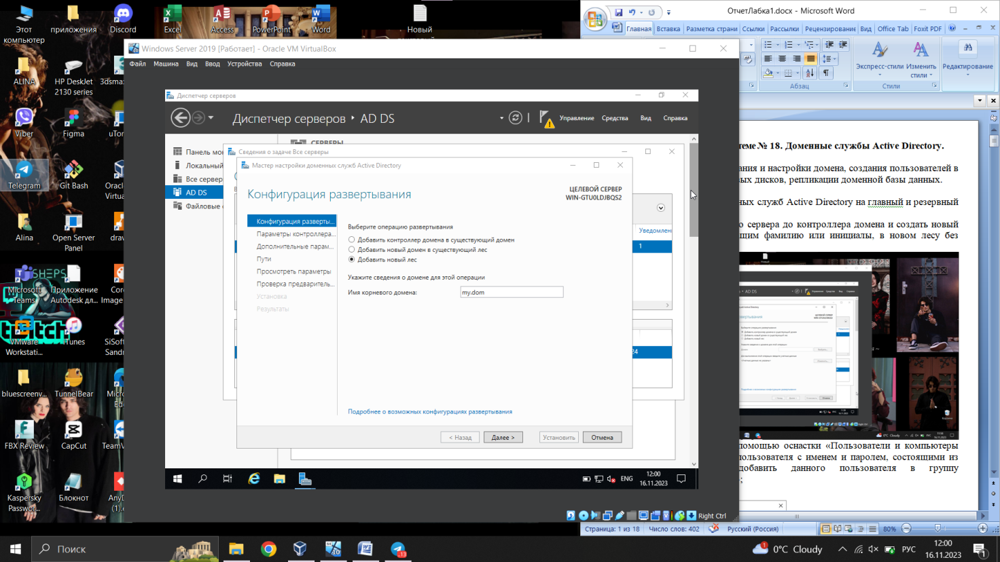 Этот компьютер
приложения
Discord
Excel
Access
PowerPoint
Word
Новый
ALINA
HP DeskJet 2130 series
3dsma
Viber
Figma
uTor
Telegram
Git Bash
Oracle
Virtua
Alina
Open Server Panel
draw
Microsoft Teams
SHEPS
Приложение Autodesk дл...
Core
Image
twitch
VMware Workstati...
iTunes
SiSoft
Sandr
bluescreenv...
TunnelBear
Micro
Ed
FBX Review
CapCut
TeamV
Kaspersky Passwor...
Блокнот
AnyD
(1).e
Windows Server 2019 [Работает] - Oracle VM VirtualBox
Файл Машина Вид Ввод Устройства Справка
Диспетчер серверов
Диспетчер серверов ‣ AD DS
Управление Средства Вид Справка
Панель мо
Локальный
Все сервер
AD DS
Файловые с
СЕРВЕРЫ
Сведения о задаче Все серверы
Мастер настройки доменных служб Active Directory
Конфигурация развертывания
ЦЕЛЕВОЙ СЕРВЕР
WIN-GTU0LDJBQS2
Конфигурация разверты...
Параметры контроллера...
Дополнительные парам...
Пути
Просмотреть параметры
Проверка предваритель...
Установка
Результаты
Выберите операцию развертывания
Добавить контроллер домена в существующий домен
Добавить новый домен в существующий лес
Добавить новый лес
Укажите сведения о домене для этой операции
Имя корневого домена: my.dom
Подробнее о возможных конфигурациях развертывания
< Назад Далее > Установить Отмена
Уведомлен
1
24
ENG
12:00
16.11.2023
Right Ctrl
ОтчетЛабка1.docx - Microsoft Word
Главная Вставка Разметка страни Ссылки Рассылки Рецензировани Вид Office Tab Foxit PDF
Экспресс-стили Изменить стили Редактирование
Абзац Стили
теме № 18. Доменные службы Active Directory.
ания и настройки домена, создания пользователей в
вых дисков, репликации доменной базы данных.
ных служб Active Directory на главный и резервный
о сервера до контроллера домена и создать новый
щим фамилию или инициалы, в новом лесу без
помощью оснастки «Пользователи и компьютеры
пользователя с именем и паролем, состоящими из
добавить данного пользователя в группу
;
Страница: 1 из 18 Число слов: 402 Русский (Россия) 80%
Поиск
13
1
0°C Cloudy
РУС
12:00
16.11.2023
1